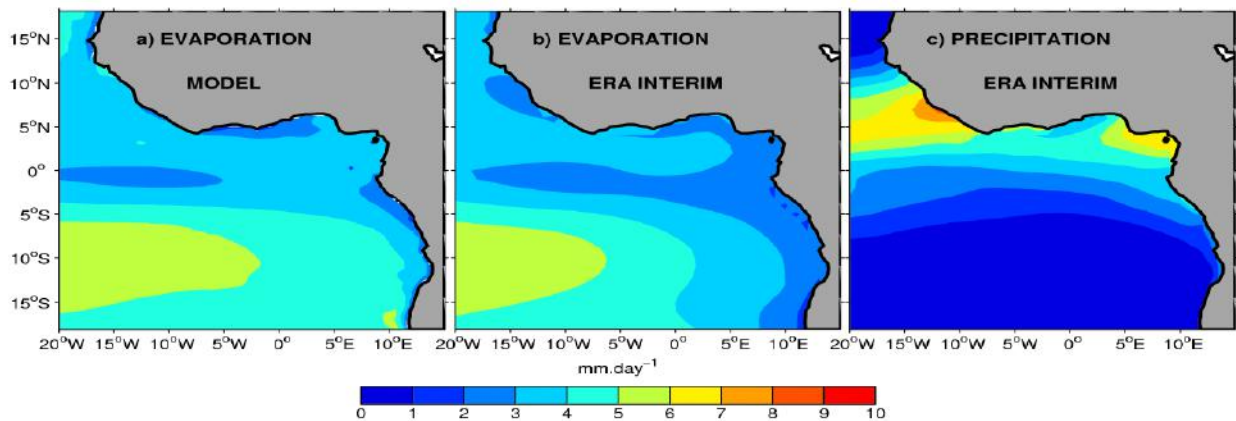 a) EVAPORATION
MODEL
b) EVAPORATION
ERA INTERIM
c) PRECIPITATION
ERA INTERIM
15°N
10°N
5°N
0°
5°S
10°S
15°S
20°W 15°W 10°W 5°W 0° 5°E 10°E
20°W 15°W 10°W 5°W 0° 5°E 10°E
20°W 15°W 10°W 5°W 0° 5°E 10°E
mm.day⁻¹
0 1 2 3 4 5 6 7 8 9 10